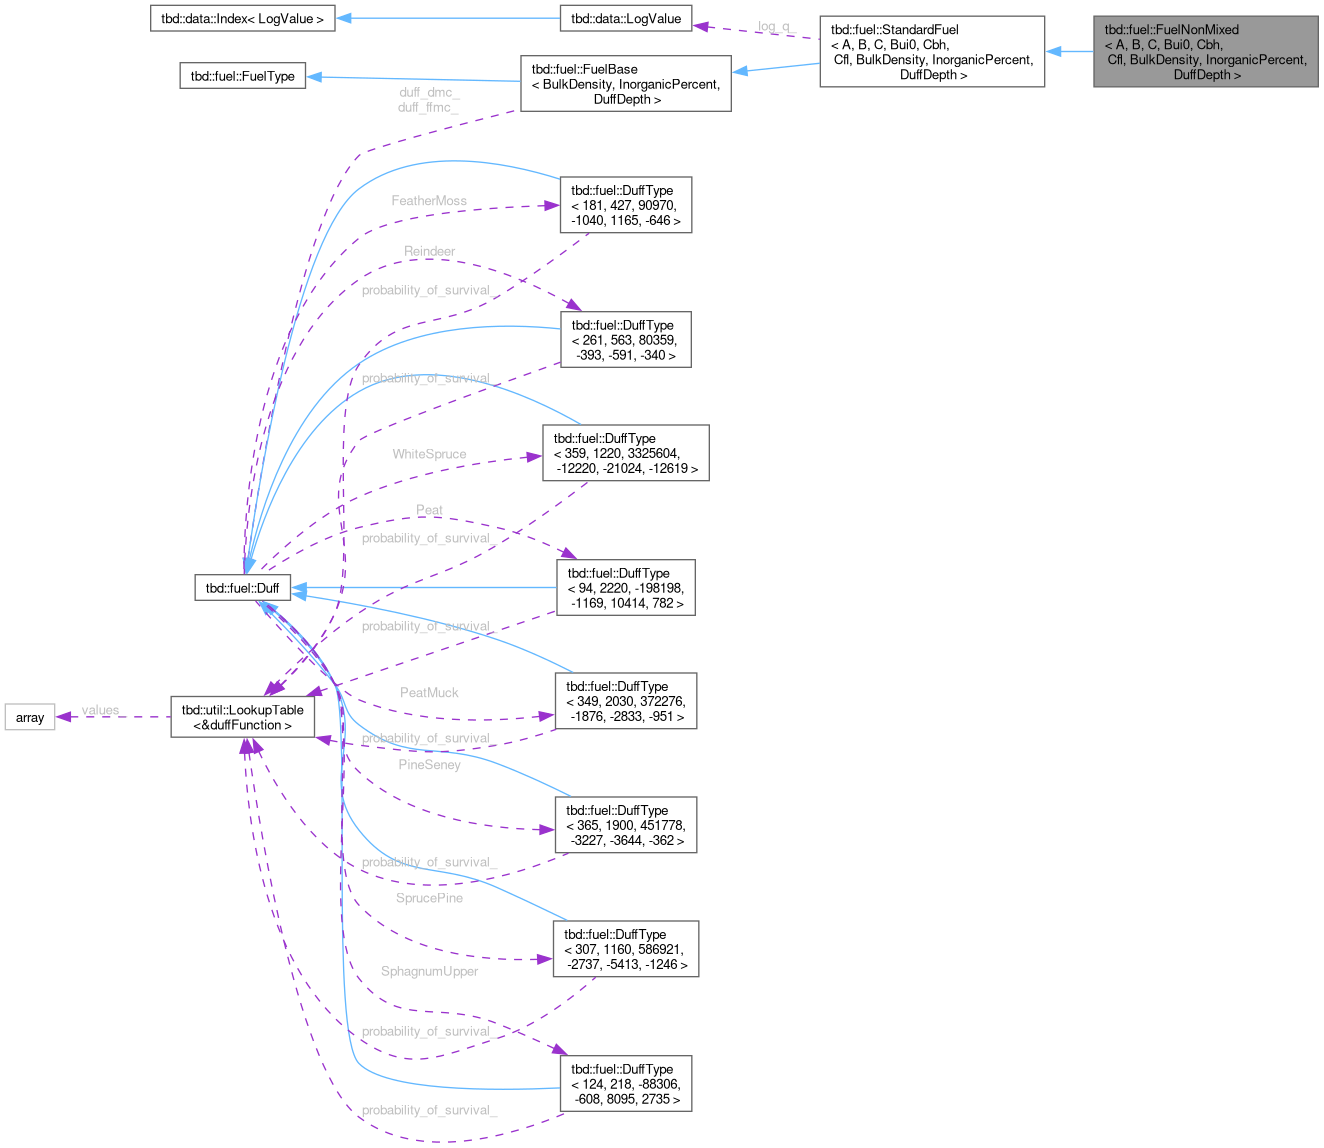 tbd::data::Index< LogValue >
tbd::data::LogValue
log_q_
tbd::fuel::StandardFuel
< A, B, C, Bui0, Cbh,
Cfl, BulkDensity, InorganicPercent,
DuffDepth >
tbd::fuel::FuelNonMixed
< A, B, C, Bui0, Cbh,
Cfl, BulkDensity, InorganicPercent,
DuffDepth >
tbd::fuel::FuelType
tbd::fuel::FuelBase
< BulkDensity, InorganicPercent,
DuffDepth >
duff_dmc_
duff_ffmc_
tbd::fuel::DuffType
< 181, 427, 90970,
-1040, 1165, -646 >
FeatherMoss
Reindeer
probability_of_survival_
tbd::fuel::DuffType
< 261, 563, 80359,
-393, -591, -340 >
probability_of_survival_
tbd::fuel::DuffType
< 359, 1220, 3325604,
-12220, -21024, -12619 >
WhiteSpruce
Peat
probability_of_survival_
tbd::fuel::Duff
tbd::fuel::DuffType
< 94, 2220, -198198,
-1169, 10414, 782 >
probability_of_survival_
tbd::fuel::DuffType
< 349, 2030, 372276,
-1876, -2833, -951 >
PeatMuck
array
values
tbd::util::LookupTable
<&duffFunction >
probability_of_survival_
PineSeney
tbd::fuel::DuffType
< 365, 1900, 451778,
-3227, -3644, -362 >
probability_of_survival_
SprucePine
tbd::fuel::DuffType
< 307, 1160, 586921,
-2737, -5413, -1246 >
SphagnumUpper
probability_of_survival_
tbd::fuel::DuffType
< 124, 218, -88306,
-608, 8095, 2735 >
probability_of_survival_